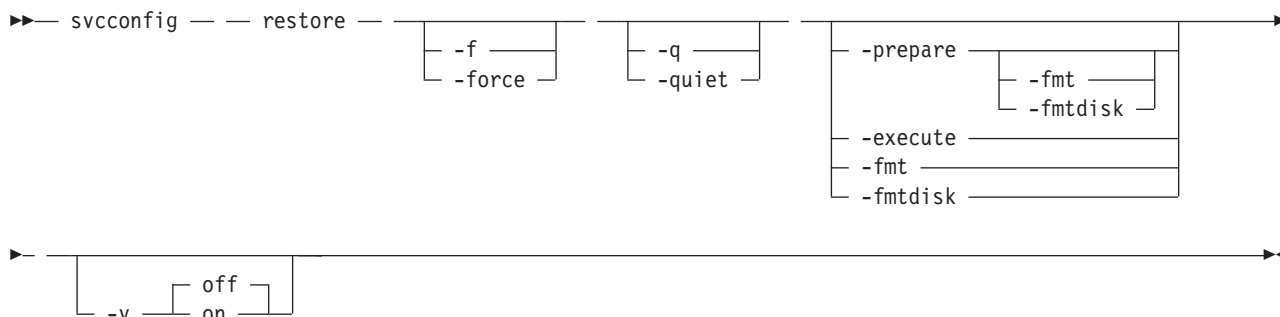 svcconfig restore
-f
-force
-q
-quiet
-prepare
-fmt
-fmtdisk
-execute
-fmt
-fmtdisk
off
-v on